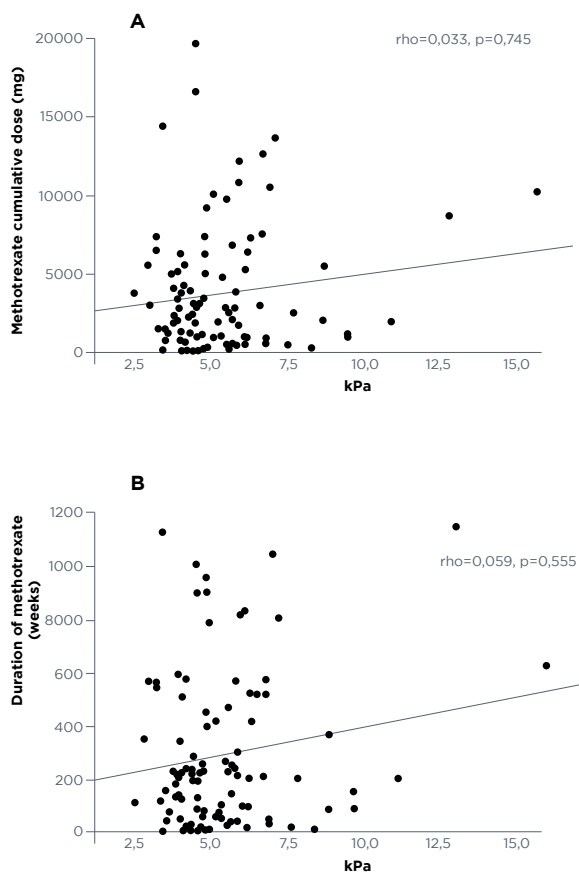 A
rho=0,033, p=0,745
Methotrexate cumulative dose (mg)
20000
15000
10000
5000
0
2,5 5,0 7,5 10,0 12,5 15,0
kPa
B
rho=0,059, p=0,555
Duration of methotrexate
(weeks)
1200
1000
8000
600
400
200
0
2,5 5,0 7,5 10,0 12,5 15,0
kPa